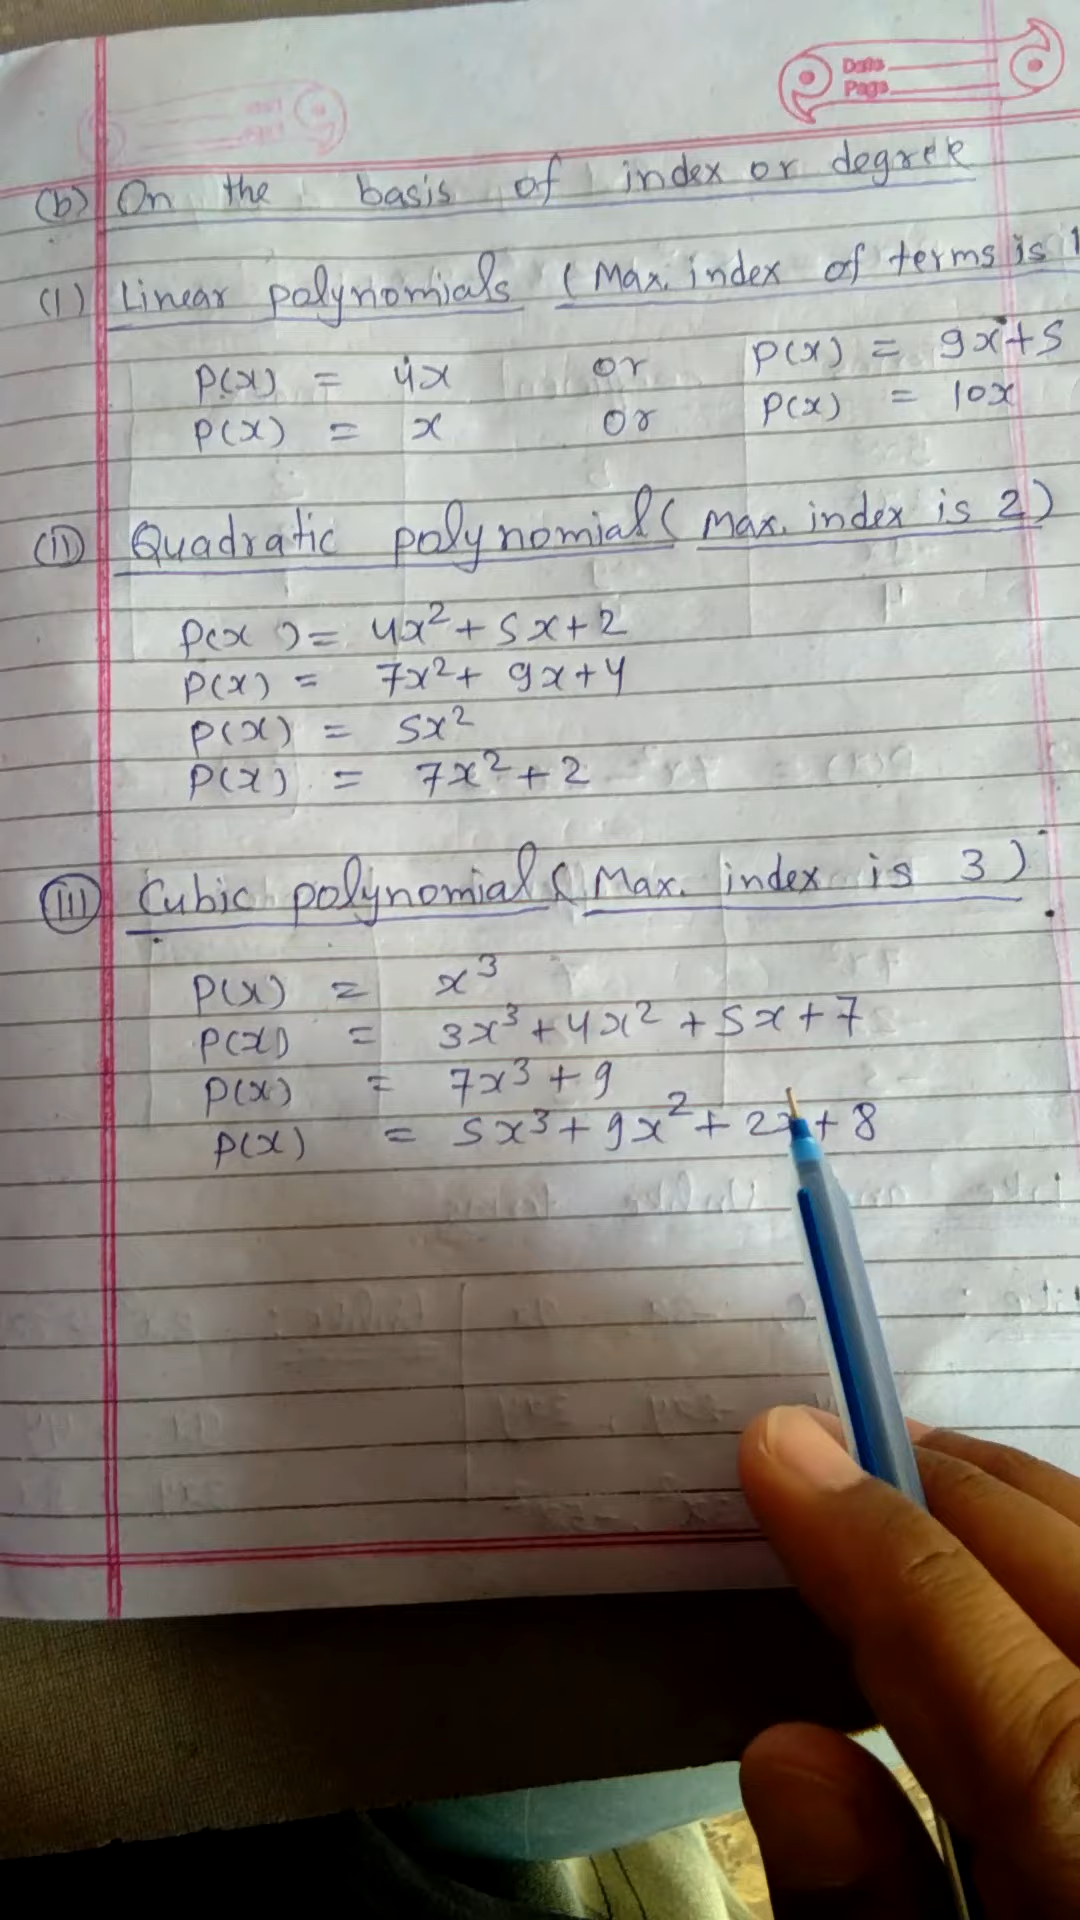 Date
Page
(b) On the basis of index or degree
(i) Linear polynomials (Max. index of terms is 1
P(x) = 4x or P(x) = 9x+5
P(x) = x or P(x) = 10x
(ii) Quadratic polynomial (Max. index is 2)
P(x) = 4x²+5x+2
P(x) = 7x²+ 9x+4
P(x) = 5x²
P(x) = 7x²+2
(iii) Cubic polynomial (Max. index is 3)
P(x) = x³
P(x) = 3x³+4x²+5x+7
P(x) = 7x³+9
P(x) = 5x³+9x²+2x+8